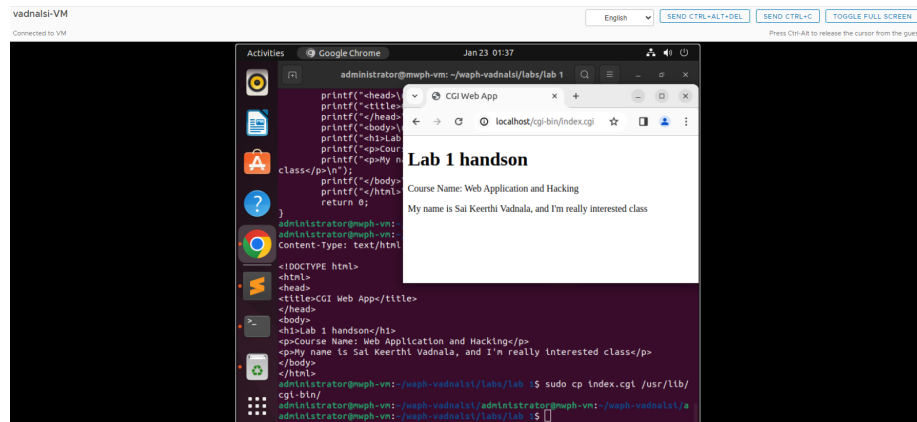 vadnalsi-VM
English
SEND CTRL+ALT+DEL
SEND CTRL+C
TOGGLE FULL SCREEN
Connected to VM
Press Ctrl-Alt to release the cursor from the gues
Activities
Google Chrome
Jan 23 01:37
administrator@mwph-vm: ~/waph-vadnalsi/labs/lab 1
printf("<head>\
printf("<title>
printf("</head>
printf("<body>\
printf("<h1>Lab
printf("<p>Cour
printf("<p>My n
class</p>\n");
printf("</body>
printf("</html>
return 0;
}
administrator@mwph-vm:
administrator@mwph-vm:
Content-Type: text/html
CGI Web App
localhost/cgi-bin/index.cgi
Lab 1 handson
Course Name: Web Application and Hacking
My name is Sai Keerthi Vadnala, and I'm really interested class
<!DOCTYPE html>
<html>
<head>
<title>CGI Web App</title>
</head>
<body>
<h1>Lab 1 handson</h1>
<p>Course Name: Web Application and Hacking</p>
<p>My name is Sai Keerthi Vadnala, and I'm really interested class</p>
</body>
</html>
administrator@mwph-vm:~/waph-vadnalsi/labs/lab 1$ sudo cp index.cgi /usr/lib/
cgi-bin/
administrator@mwph-vm:~/waph-vadnalsi/administrator@mwph-vm:~/waph-vadnalsi/a
administrator@mwph-vm:~/waph-vadnalsi/labs/lab 1$